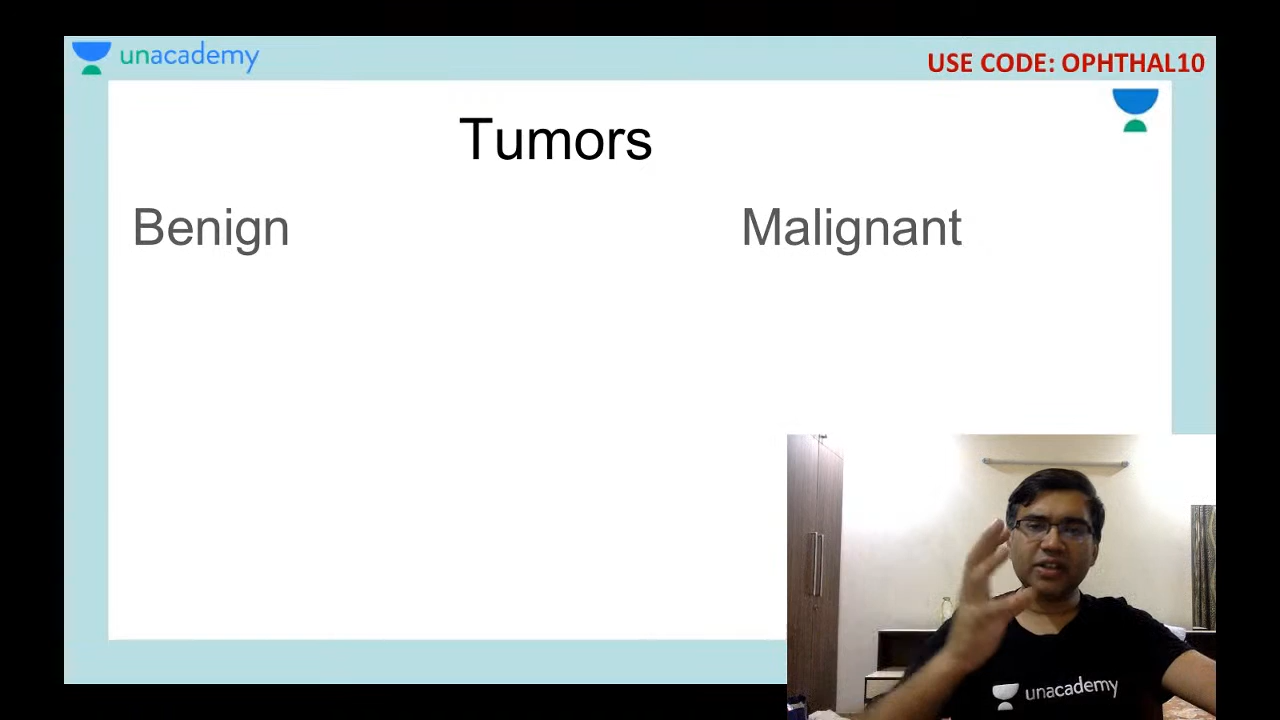 unacademy
USE CODE: OPHTHAL10
Tumors
Benign
Malignant
unacademy